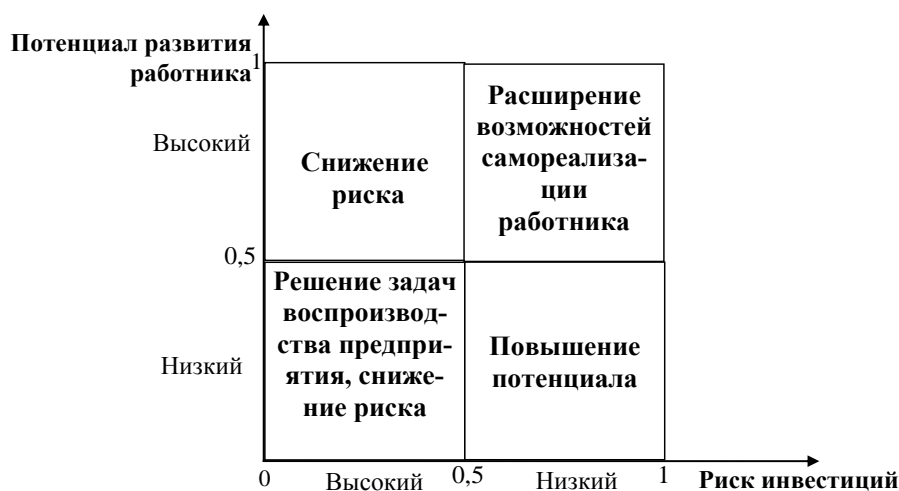 Потенциал развития
работника
1
Высокий
Снижение
риска
Расширение
возможностей
самореализа-
ции
работника
0,5
Решение задач
воспроизвод-
ства предпри-
ятия, сниже-
ние риска
Низкий
Повышение
потенциала
0
Высокий
0,5
Низкий
1
Риск инвестиций